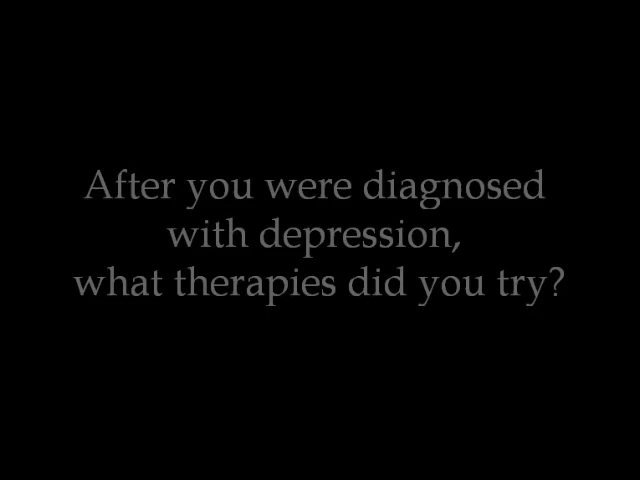 After you were diagnosed
with depression,
what therapies did you try?